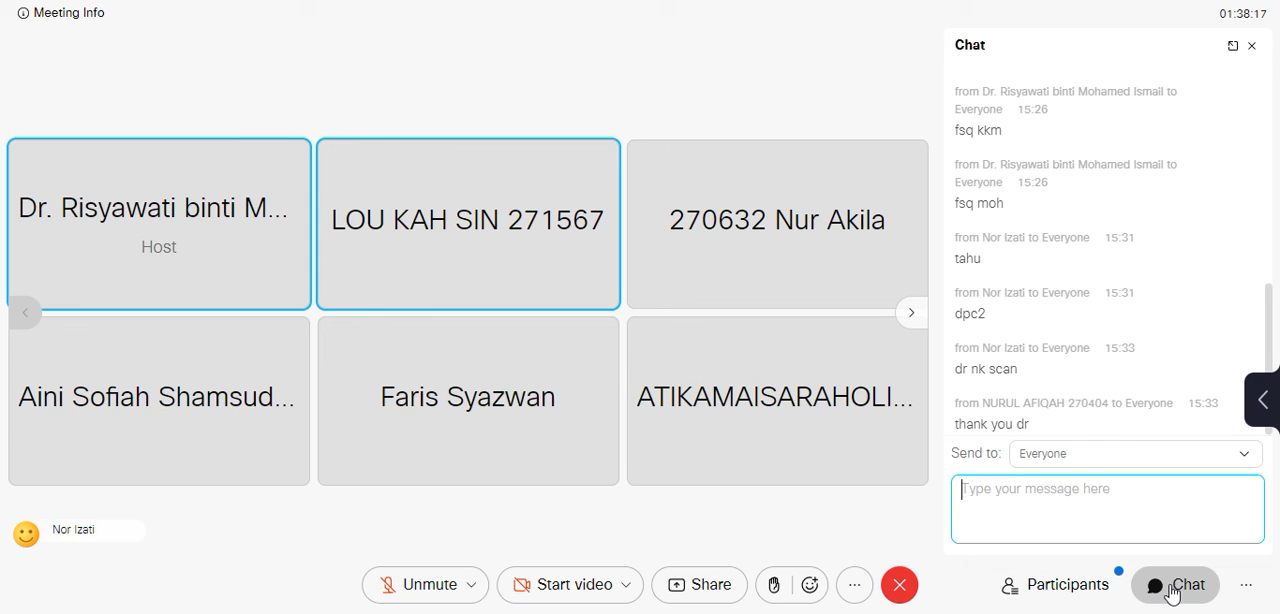 Meeting Info
01:38:17
Dr. Risyawati binti M...
Host
LOU KAH SIN 271567
270632 Nur Akila
Aini Sofiah Shamsud...
Faris Syazwan
ATIKAMAISARAHOLI...
Nor Izati
Unmute
Start video
Share
Chat
from Dr. Risyawati binti Mohamed Ismail to
Everyone 15:26
fsq kkm
from Dr. Risyawati binti Mohamed Ismail to
Everyone 15:26
fsq moh
from Nor Izati to Everyone 15:31
tahu
from Nor Izati to Everyone 15:31
dpc2
from Nor Izati to Everyone 15:33
dr nk scan
from NURUL AFIQAH 270404 to Everyone 15:33
thank you dr
Send to: Everyone
Type your message here
Participants
Chat